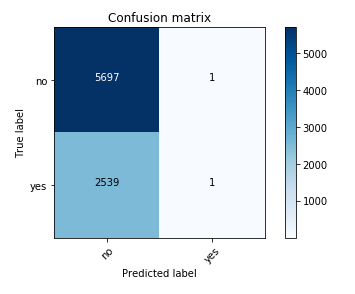 Confusion matrix
True label
no
5697
1
yes
2539
1
no
yes
Predicted label
5000
4000
3000
2000
1000